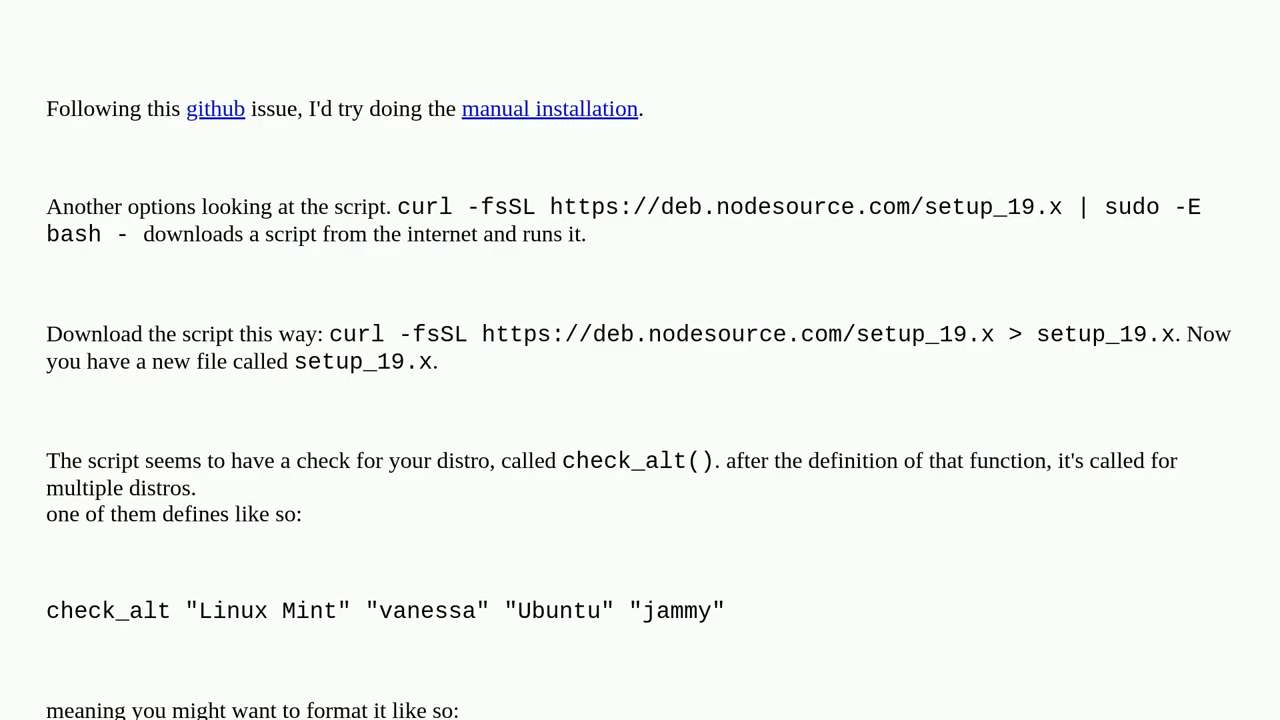 Following this github issue, I'd try doing the manual installation.
Another options looking at the script. curl -fsSL https://deb.nodesource.com/setup_19.x | sudo -E
bash - downloads a script from the internet and runs it.
Download the script this way: curl -fsSL https://deb.nodesource.com/setup_19.x > setup_19.x. Now
you have a new file called setup_19.x.
The script seems to have a check for your distro, called check_alt(). after the definition of that function, it's called for
multiple distros.
one of them defines like so:
check_alt "Linux Mint" "vanessa" "Ubuntu" "jammy"
meaning you might want to format it like so: